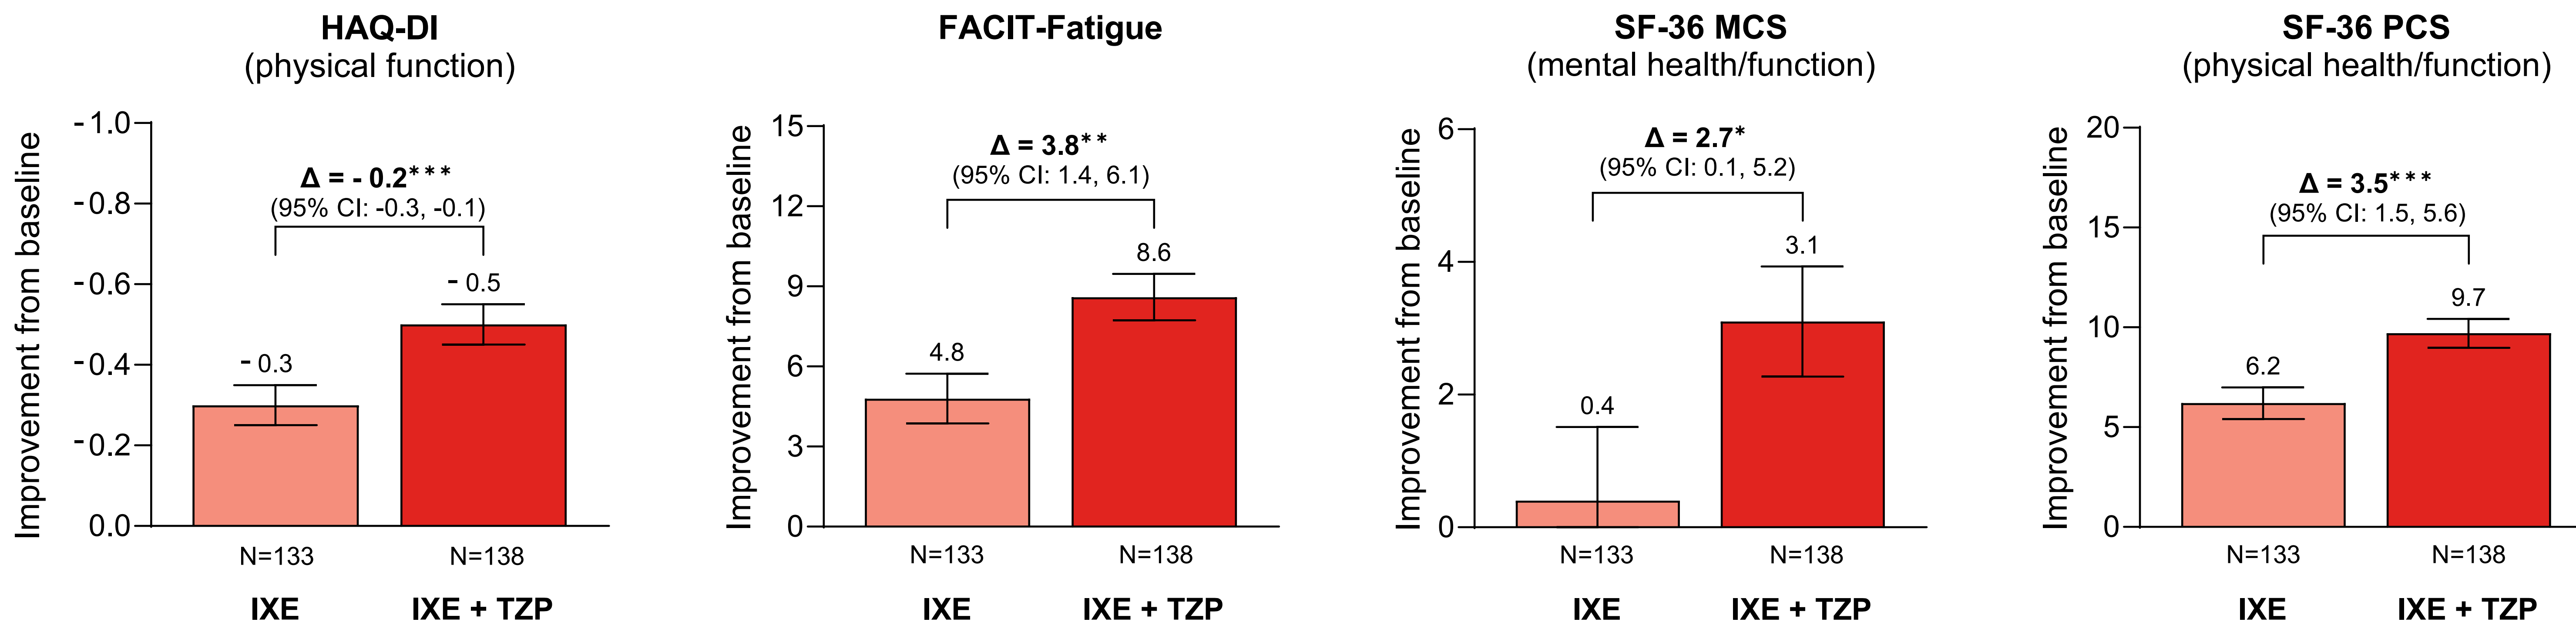 HAQ-DI
(physical function)
Improvement from baseline
-1.0
-0.8
-0.6
-0.4
-0.2
0.0
Δ = - 0.2***
(95% CI: -0.3, -0.1)
- 0.3
- 0.5
N=133
N=138
IXE
IXE + TZP
FACIT-Fatigue
Improvement from baseline
15
12
9
6
3
0
Δ = 3.8**
(95% CI: 1.4, 6.1)
4.8
8.6
N=133
N=138
IXE
IXE + TZP
SF-36 MCS
(mental health/function)
Improvement from baseline
6
4
2
0
Δ = 2.7*
(95% CI: 0.1, 5.2)
0.4
3.1
N=133
N=138
IXE
IXE + TZP
SF-36 PCS
(physical health/function)
Improvement from baseline
20
15
10
5
0
Δ = 3.5***
(95% CI: 1.5, 5.6)
6.2
9.7
N=133
N=138
IXE
IXE + TZP